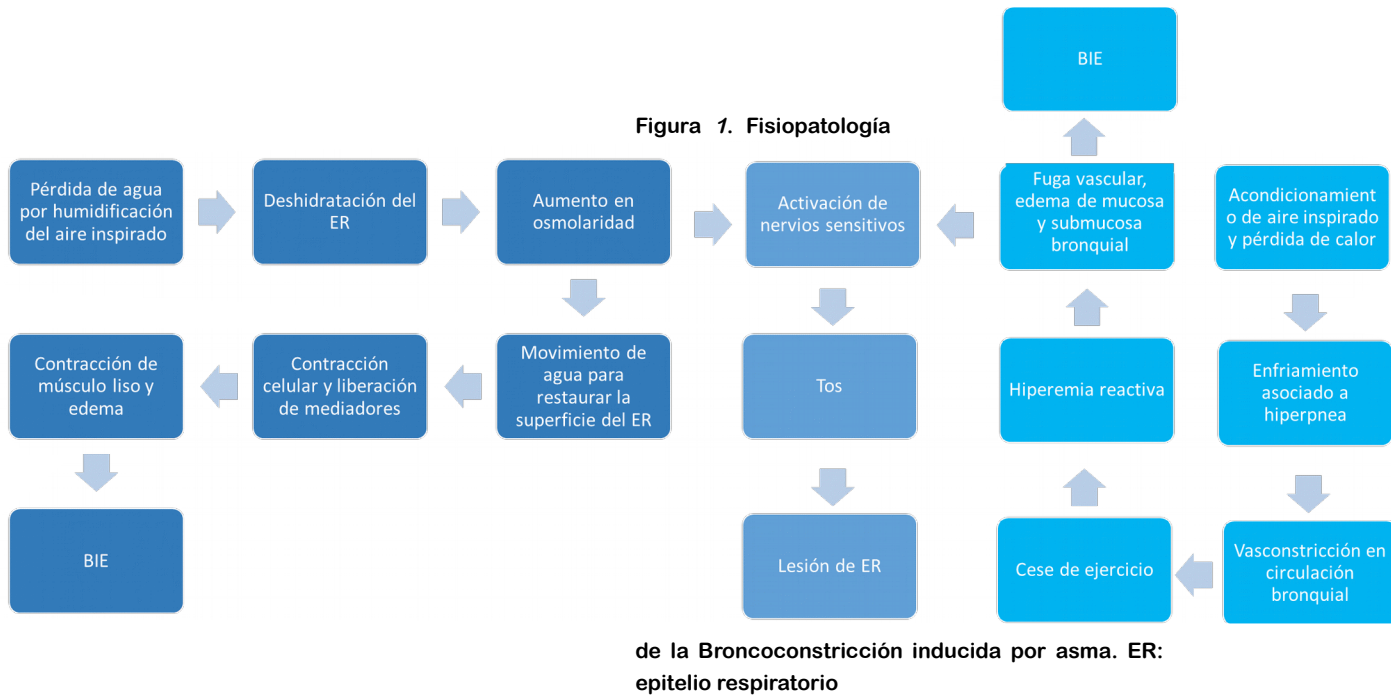 BIE
Figura 1. Fisiopatología
Pérdida de agua
por humidificación
del aire inspirado
Deshidratación del
ER
Aumento en
osmolaridad
Activación de
nervios sensitivos
Fuga vascular,
edema de mucosa
y submucosa
bronquial
Acondicionamient
o de aire inspirado
y pérdida de calor
Contracción de
músculo liso y
edema
Contracción
celular y liberación
de mediadores
Movimiento de
agua para
restaurar la
superficie del ER
Tos
Hiperemia reactiva
Enfriamiento
asociado a
hiperpnea
BIE
Lesión de ER
Cese de ejercicio
Vasconstricción en
circulación
bronquial
de la Broncoconstricción inducida por asma. ER:
epitelio respiratorio